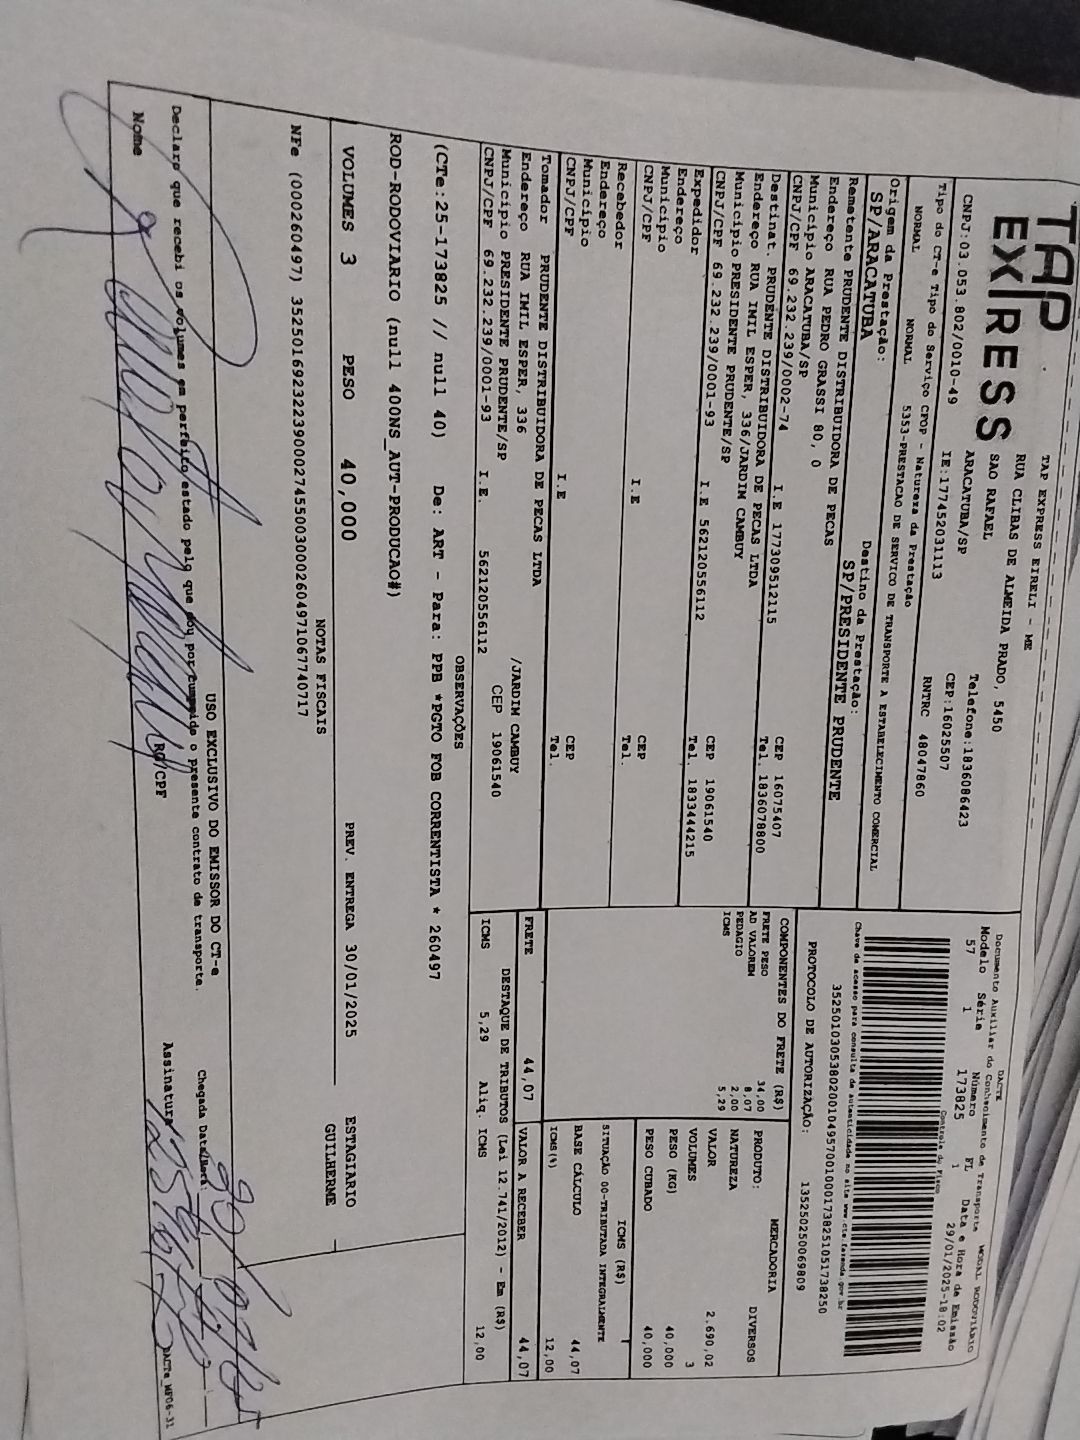 TAP
EXPRESS
TAP EXPRESS EIRELI - ME
RUA CLIBAS DE ALMEIDA PRADO, 5450
SAO RAFAEL
ARACATUBA/SP
Telefone:1836086423
CNPJ:03.053.802/0010-49
IE:177452031113
CEP:16025507
Tipo do CT-e Tipo do Serviço CFOP - Natureza da Prestação
RNTRC 48047860
NORMAL NORMAL 5353-PRESTACAO DE SERVICO DE TRANSPORTE A ESTABELECIMENTO COMERCIAL
Origem da Prestação: Destino da Prestação:
SP/ARACATUBA SP/PRESIDENTE PRUDENTE
Remetente PRUDENTE DISTRIBUIDORA DE PECAS
Endereço RUA PEDRO GRASSI 80, 0
Município ARACATUBA/SP CEP 16075407
CNPJ/CPF 69.232.239/0002-74 I.E 177309512115 Tel. 1836078800
Destinat. PRUDENTE DISTRIBUIDORA DE PECAS LTDA
Endereço RUA IMIL ESPER, 336/JARDIM CAMBUY
Município PRESIDENTE PRUDENTE/SP CEP 19061540
CNPJ/CPF 69.232.239/0001-93 I.E 562120556112 Tel. 18334444215
Expedidor
Endereço
Município CEP
CNPJ/CPF I.E Tel.
Recebedor
Endereço
Município CEP
CNPJ/CPF I.E Tel.
Tomador PRUDENTE DISTRIBUIDORA DE PECAS LTDA
Endereço RUA IMIL ESPER, 336 /JARDIM CAMBUY
Município PRESIDENTE PRUDENTE/SP CEP 19061540
CNPJ/CPF 69.232.239/0001-93 I.E. 562120556112
DACTE MODAL RODOVIÁRIO
Documento Auxiliar do Conhecimento de Transporte
Modelo Série Número FL Data e Hora de Emissão
57 1 173825 1 29/01/2025-18:02
Controle do Fisco
Chave de acesso para consulta de autenticidade no site www.cte.fazenda.gov.br
35250103053802001049570010001738251051738250
PROTOCOLO DE AUTORIZAÇÃO: 135250250069809
COMPONENTES DO FRETE (R$)
FRETE PESO 34,00
AD VALOREM 8,07
PEDAGIO 2,00
ICMS 5,29
FRETE 44,07
MERCADORIA
PRODUTO: DIVERSOS
NATUREZA
VALOR 2.690,02
VOLUMES 3
PESO (KG) 40,000
PESO CUBADO 40,000
ICMS (R$)
SITUAÇÃO 00-TRIBUTADA INTEGRALMENTE
BASE CÁLCULO 44,07
ICMS(%) 12,00
VALOR A RECEBER 44,07
DESTAQUE DE TRIBUTOS (Lei 12.741/2012) - Em (R$)
ICMS 5,29 Aliq. ICMS 12,00
OBSERVAÇÕES
(CTe:25-173825 // null 40) De: ART - Para: PPB *PGTO FOB CORRENTISTA * 260497
ROD-RODOVIARIO (null 400NS_AUT-PRODUCAO#)
VOLUMES 3 PESO 40,000 PREV. ENTREGA 30/01/2025 ESTAGIARIO
GUILHERME
NOTAS FISCAIS
NFe (000260497) 35250169232239000274550030002604971067740717
USO EXCLUSIVO DO EMISSOR DO CT-e
Declaro que recebi os volumes em perfeito estado pelo que dou por cumprido o presente contrato de transporte.
Chegada Data/Hora:
Nome RG/CPF Assinatura
DACTe_MF06-31